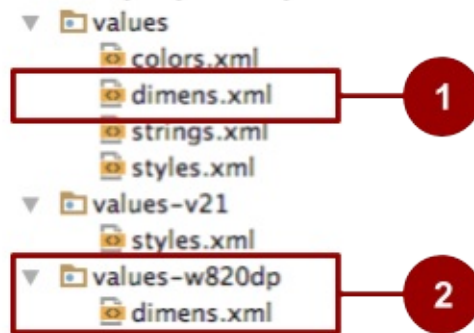 values
colors.xml
dimens.xml
1
strings.xml
styles.xml
values-v21
styles.xml
values-w820dp
dimens.xml
2